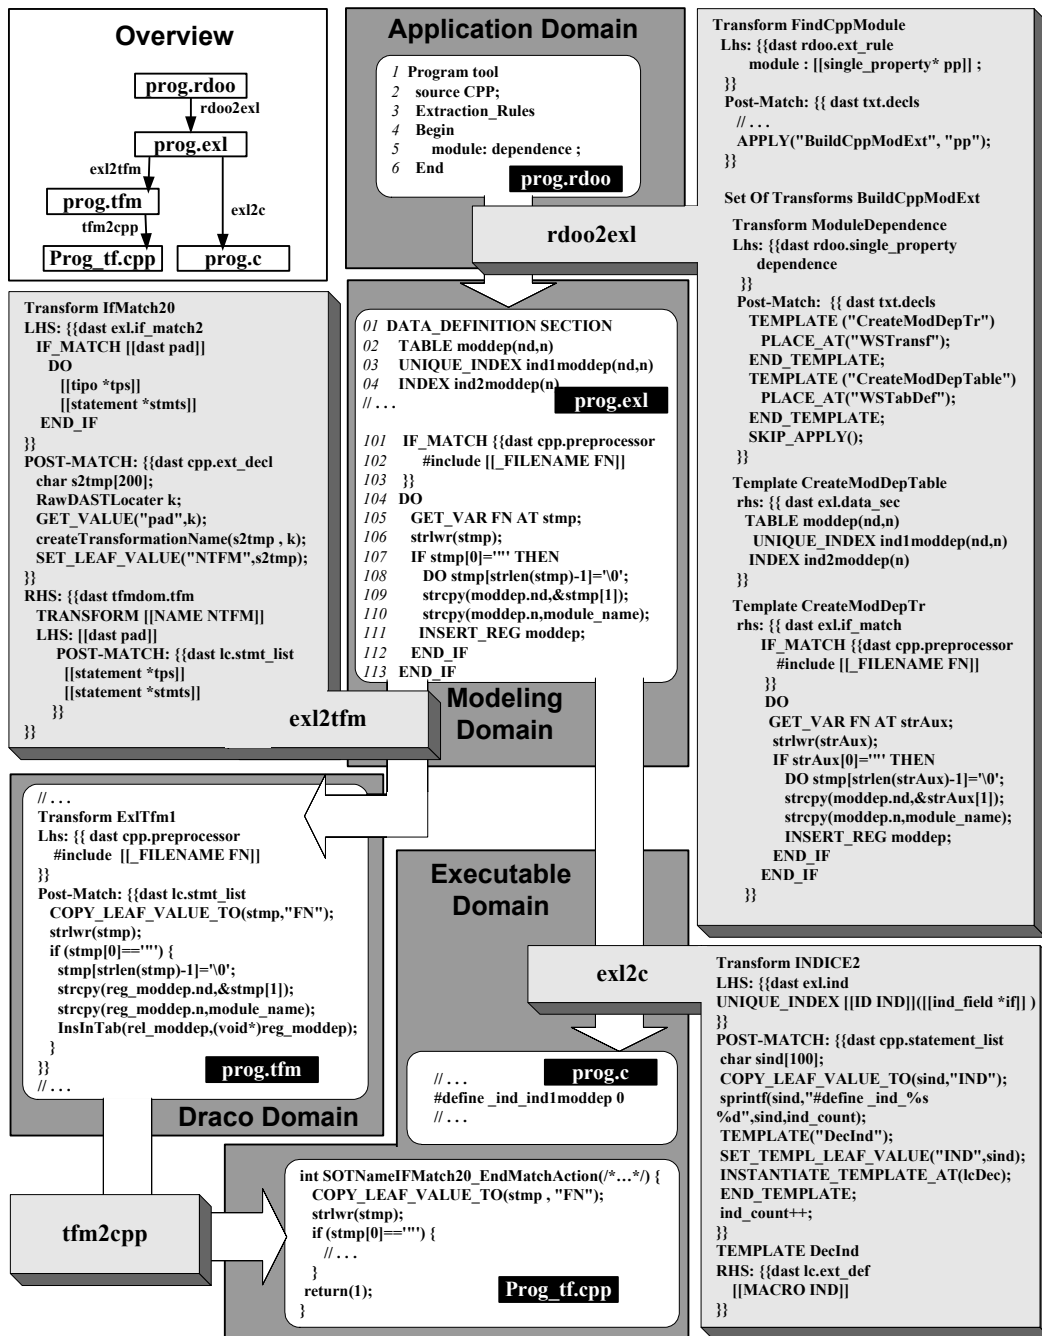 Overview
prog.rdoo
rdoo2exl
prog.exl
exl2tfm
prog.tfm
exl2c
tfm2cpp
Prog_tf.cpp
prog.c
Application Domain
1 Program tool
2 source CPP;
3 Extraction_Rules
4 Begin
5 module: dependence ;
6 End
prog.rdoo
rdoo2exl
Transform FindCppModule
Lhs: {{dast rdoo.ext_rule
module : [[single_property* pp]] ;
}}
Post-Match: {{ dast txt.decls
// . . .
APPLY("BuildCppModExt", "pp");
}}
Set Of Transforms BuildCppModExt
Transform ModuleDependence
Lhs: {{dast rdoo.single_property
dependence
}}
Post-Match: {{ dast txt.decls
TEMPLATE ("CreateModDepTr")
PLACE_AT("WSTransf");
END_TEMPLATE;
TEMPLATE ("CreateModDepTable")
PLACE_AT("WSTabDef");
END_TEMPLATE;
SKIP_APPLY();
}}
Template CreateModDepTable
rhs: {{ dast exl.data_sec
TABLE moddep(nd,n)
UNIQUE_INDEX ind1moddep(nd,n)
INDEX ind2moddep(n)
}}
Template CreateModDepTr
rhs: {{ dast exl.if_match
IF_MATCH {{dast cpp.preprocessor
#include [[_FILENAME FN]]
}}
DO
GET_VAR FN AT strAux;
strlwr(strAux);
IF strAux[0]='"' THEN
DO stmp[strlen(strAux)-1]='\0';
strcpy(moddep.nd,&strAux[1]);
strcpy(moddep.n,module_name);
INSERT_REG moddep;
END_IF
END_IF
}}
Transform IfMatch20
LHS: {{dast exl.if_match2
IF_MATCH [[dast pad]]
DO
[[tipo *tps]]
[[statement *stmts]]
END_IF
}}
POST-MATCH: {{dast cpp.ext_decl
char s2tmp[200];
RawDASTLocater k;
GET_VALUE("pad",k);
createTransformationName(s2tmp , k);
SET_LEAF_VALUE("NTFM",s2tmp);
}}
RHS: {{dast tfmdom.tfm
TRANSFORM [[NAME NTFM]]
LHS: [[dast pad]]
POST-MATCH: {{dast lc.stmt_list
[[statement *tps]]
[[statement *stmts]]
}}
}}
exl2tfm
01 DATA_DEFINITION SECTION
02 TABLE moddep(nd,n)
03 UNIQUE_INDEX ind1moddep(nd,n)
04 INDEX ind2moddep(n)
// . . .
prog.exl
101 IF_MATCH {{dast cpp.preprocessor
102 #include [[_FILENAME FN]]
103 }}
104 DO
105 GET_VAR FN AT stmp;
106 strlwr(stmp);
107 IF stmp[0]='"' THEN
108 DO stmp[strlen(stmp)-1]='\0';
109 strcpy(moddep.nd,&stmp[1]);
110 strcpy(moddep.n,module_name);
111 INSERT_REG moddep;
112 END_IF
113 END_IF
Modeling
Domain
// . . .
Transform ExlTfm1
Lhs: {{ dast cpp.preprocessor
#include [[_FILENAME FN]]
}}
Post-Match: {{dast lc.stmt_list
COPY_LEAF_VALUE_TO(stmp,"FN");
strlwr(stmp);
if (stmp[0]=='"') {
stmp[strlen(stmp)-1]='\0';
strcpy(reg_moddep.nd,&stmp[1]);
strcpy(reg_moddep.n,module_name);
InsInTab(rel_moddep,(void*)reg_moddep);
}
}}
// . . .
prog.tfm
Draco Domain
tfm2cpp
Executable
Domain
exl2c
// . . .
#define _ind_ind1moddep 0
// . . .
prog.c
int SOTNameIFMatch20_EndMatchAction(/*…*/) {
COPY_LEAF_VALUE_TO(stmp , "FN");
strlwr(stmp);
if (stmp[0]=='"') {
// . . .
}
return(1);
}
Prog_tf.cpp
Transform INDICE2
LHS: {{dast exl.ind
UNIQUE_INDEX [[ID IND]]([[ind_field *if]] )
}}
POST-MATCH: {{dast cpp.statement_list
char sind[100];
COPY_LEAF_VALUE_TO(sind,"IND");
sprintf(sind,"#define _ind_%s
%d",sind,ind_count);
TEMPLATE("DecInd");
SET_TEMPL_LEAF_VALUE("IND",sind);
INSTANTIATE_TEMPLATE_AT(lcDec);
END_TEMPLATE;
ind_count++;
}}
TEMPLATE DecInd
RHS: {{dast lc.ext_def
[[MACRO IND]]
}}